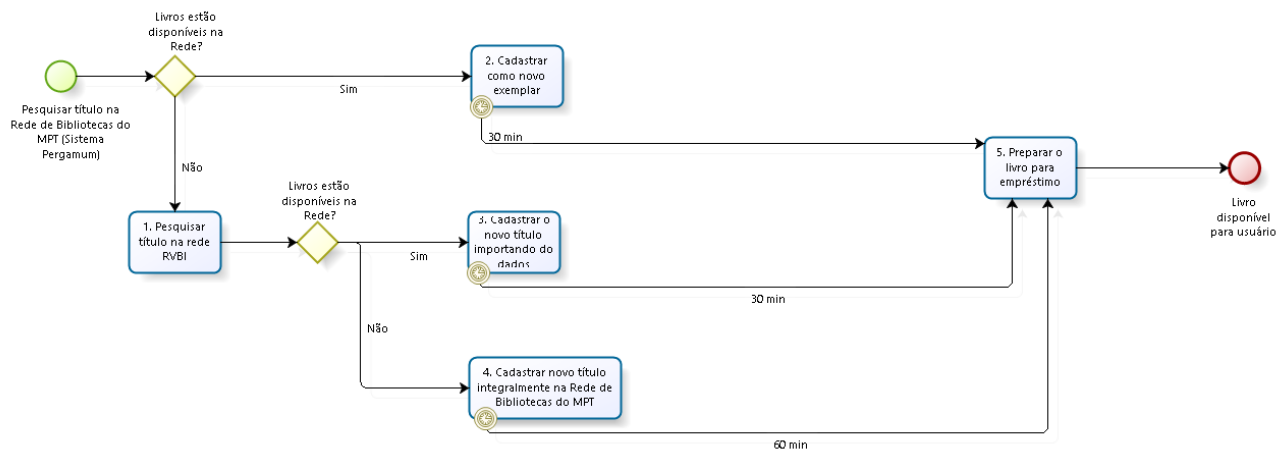 Livros estão
disponíveis na
Rede?
Pesquisar título na
Rede de Bibliotecas do
MPT (Sistema
Pergamum)
Sim
2. Cadastrar
como novo
exemplar
30 min
Não
1. Pesquisar
título na rede
RVBI
Livros estão
disponíveis na
Rede?
Sim
3. Cadastrar o
novo título
importando do
dados
30 min
Não
4. Cadastrar novo título
integralmente na Rede de
Bibliotecas do MPT
60 min
5. Preparar o
livro para
empréstimo
Livro
disponível
para usuário